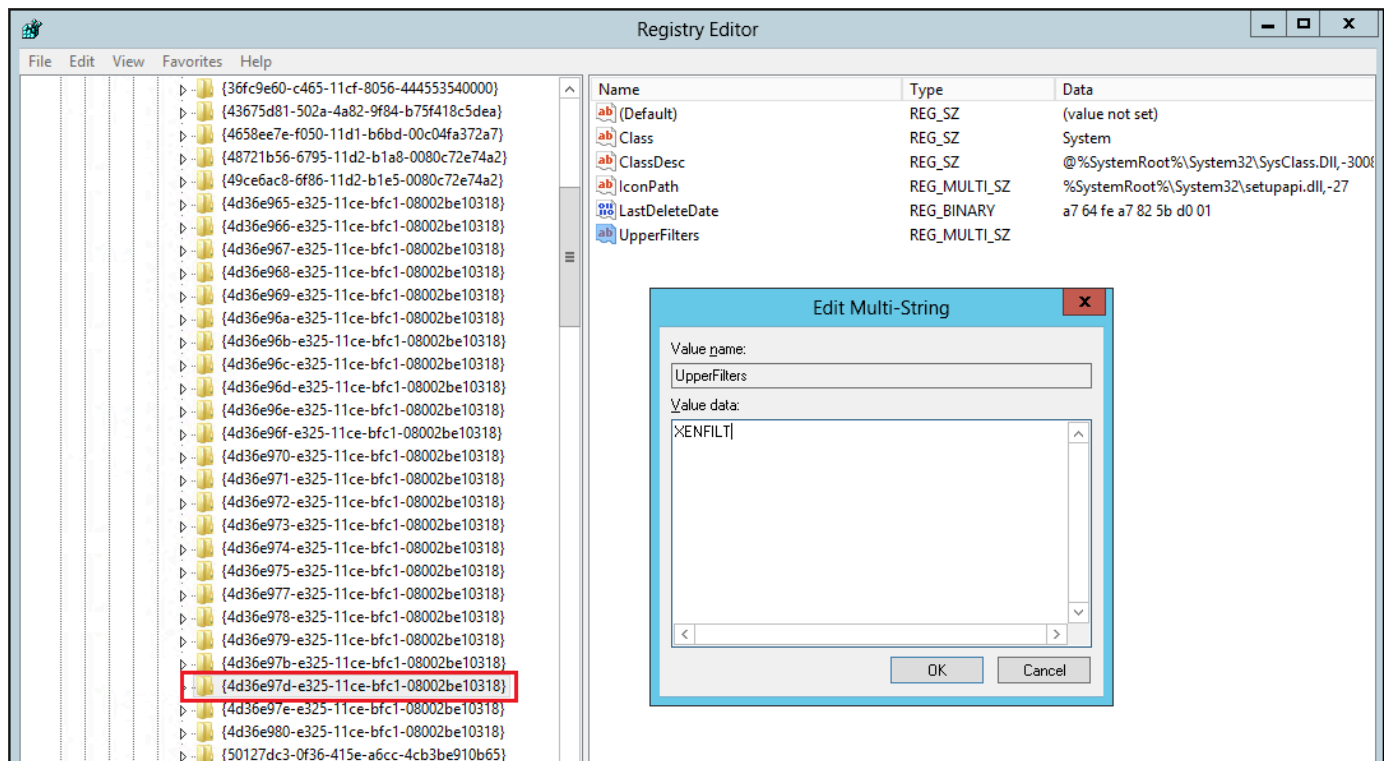 Registry Editor
File Edit View Favorites Help
{36fc9e60-c465-11cf-8056-444553540000}
{43675d81-502a-4a82-9f84-b75f418c5dea}
{4658ee7e-f050-11d1-b6bd-00c04fa372a7}
{48721b56-6795-11d2-b1a8-0080c72e74a2}
{49ce6ac8-6f86-11d2-b1e5-0080c72e74a2}
{4d36e965-e325-11ce-bfc1-08002be10318}
{4d36e966-e325-11ce-bfc1-08002be10318}
{4d36e967-e325-11ce-bfc1-08002be10318}
{4d36e968-e325-11ce-bfc1-08002be10318}
{4d36e969-e325-11ce-bfc1-08002be10318}
{4d36e96a-e325-11ce-bfc1-08002be10318}
{4d36e96b-e325-11ce-bfc1-08002be10318}
{4d36e96c-e325-11ce-bfc1-08002be10318}
{4d36e96d-e325-11ce-bfc1-08002be10318}
{4d36e96e-e325-11ce-bfc1-08002be10318}
{4d36e96f-e325-11ce-bfc1-08002be10318}
{4d36e970-e325-11ce-bfc1-08002be10318}
{4d36e971-e325-11ce-bfc1-08002be10318}
{4d36e972-e325-11ce-bfc1-08002be10318}
{4d36e973-e325-11ce-bfc1-08002be10318}
{4d36e974-e325-11ce-bfc1-08002be10318}
{4d36e975-e325-11ce-bfc1-08002be10318}
{4d36e977-e325-11ce-bfc1-08002be10318}
{4d36e978-e325-11ce-bfc1-08002be10318}
{4d36e979-e325-11ce-bfc1-08002be10318}
{4d36e97b-e325-11ce-bfc1-08002be10318}
{4d36e97d-e325-11ce-bfc1-08002be10318}
{4d36e97e-e325-11ce-bfc1-08002be10318}
{4d36e980-e325-11ce-bfc1-08002be10318}
{50127dc3-0f36-415e-a6cc-4cb3be910b65}
Name Type Data
(Default) REG_SZ (value not set)
Class REG_SZ System
ClassDesc REG_SZ @%SystemRoot%\System32\SysClass.Dll,-3008
IconPath REG_MULTI_SZ %SystemRoot%\System32\setupapi.dll,-27
LastDeleteDate REG_BINARY a7 64 fe a7 82 5b d0 01
UpperFilters REG_MULTI_SZ
Edit Multi-String
Value name:
UpperFilters
Value data:
XENFILT
OK Cancel